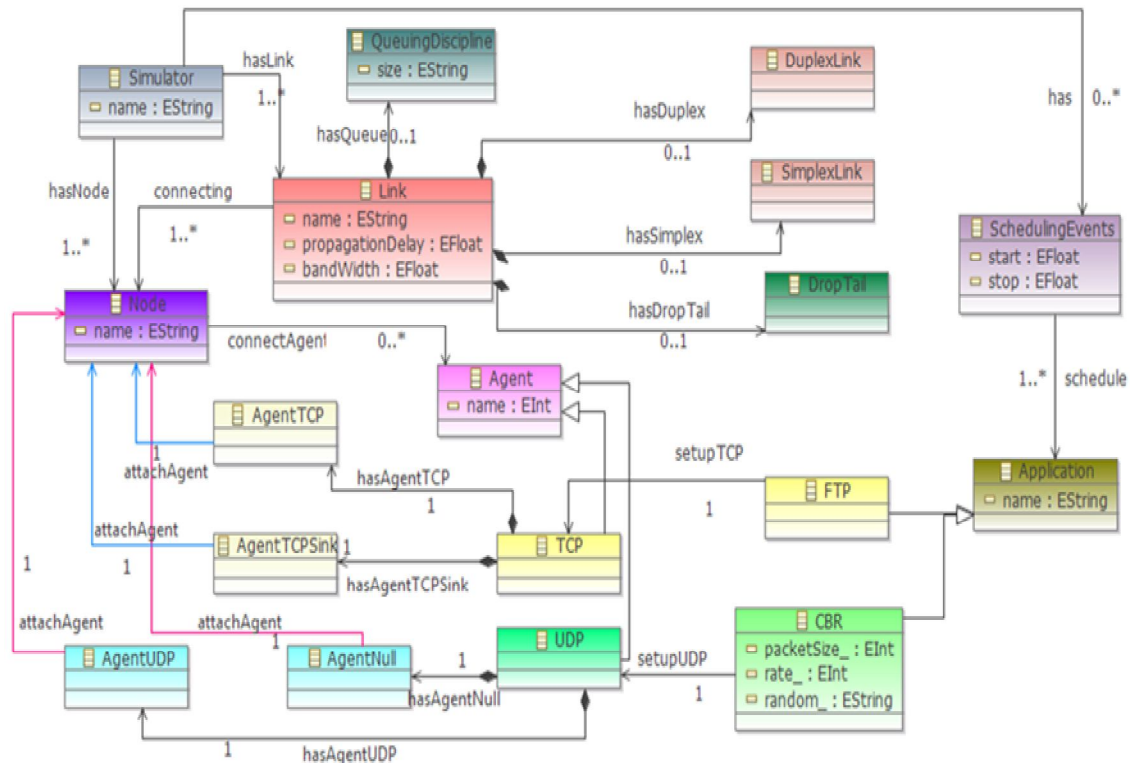 QueuingDiscipline
size : EString
DuplexLink
Simulator
name : EString
hasLink
1..*
hasQueue
0..1
hasDuplex
0..1
has
0..*
SimplexLink
hasNode
1..*
connecting
1..*
Link
name : EString
propagationDelay : EFloat
bandWidth : EFloat
hasSimplex
0..1
SchedulingEvents
start : EFloat
stop : EFloat
DropTail
hasDropTail
0..1
Node
name : EString
connectAgent
0..*
Agent
name : EInt
1..*
schedule
AgentTCP
1
attachAgent
hasAgentTCP
1
setupTCP
1
FTP
Application
name : EString
attachAgent
1
AgentTCPSink
1
hasAgentTCPSink
TCP
1
attachAgent
attachAgent
1
AgentUDP
AgentNull
1
hasAgentNull
UDP
setupUDP
1
CBR
packetSize_ : EInt
rate_ : EInt
random_ : EString
1
hasAgentUDP